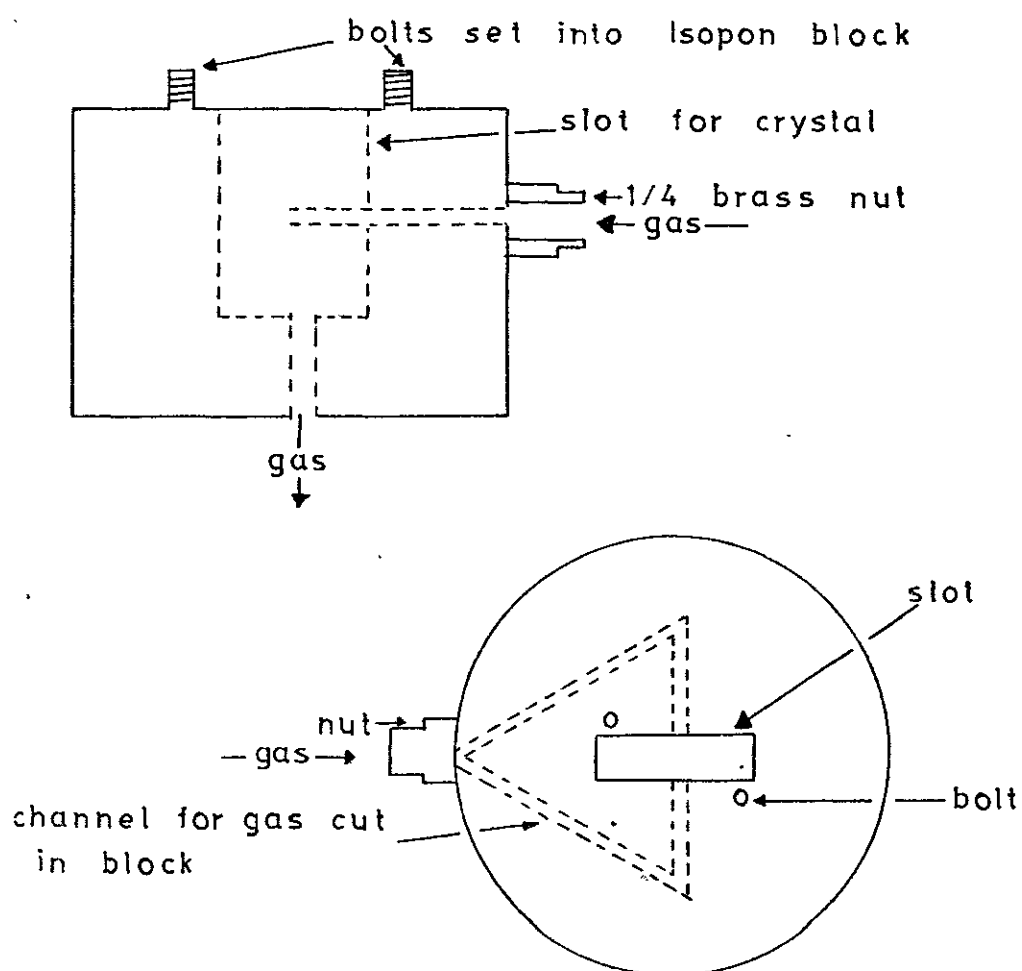 bolts set into Isopon block
slot for crystal
1/4 brass nut
gas
gas
slot
nut
gas
bolt
channel for gas cut
in block